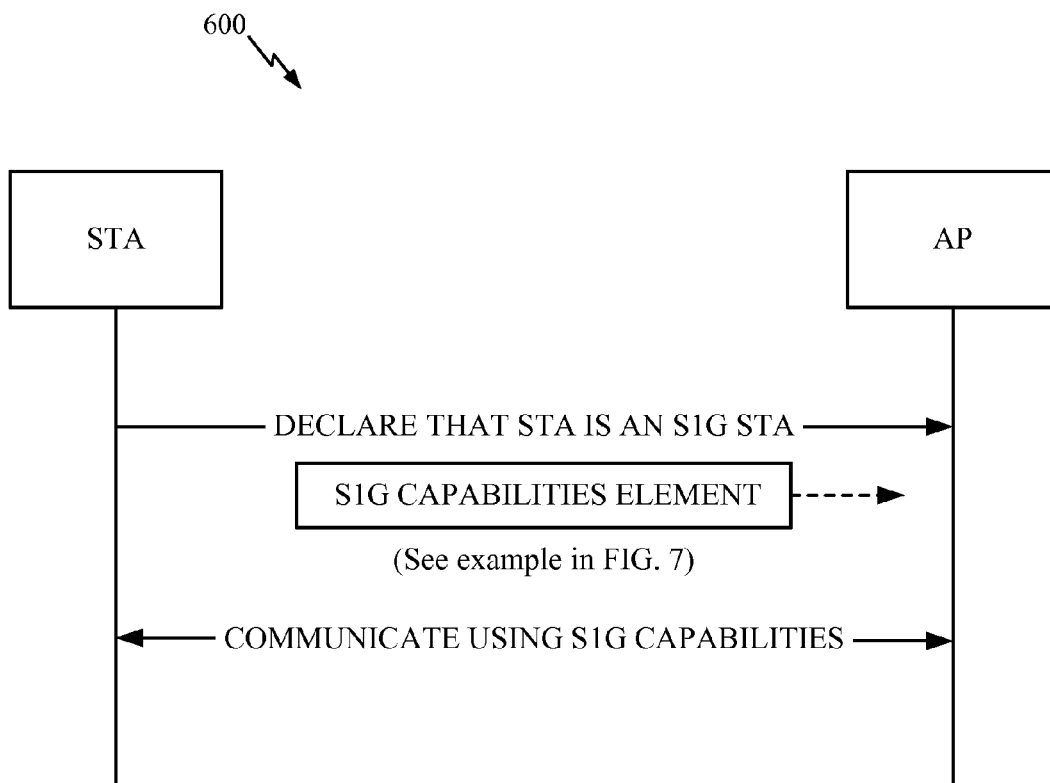 600
STA
AP
DECLARE THAT STA IS AN S1G STA
S1G CAPABILITIES ELEMENT
(See example in FIG. 7)
COMMUNICATE USING S1G CAPABILITIES